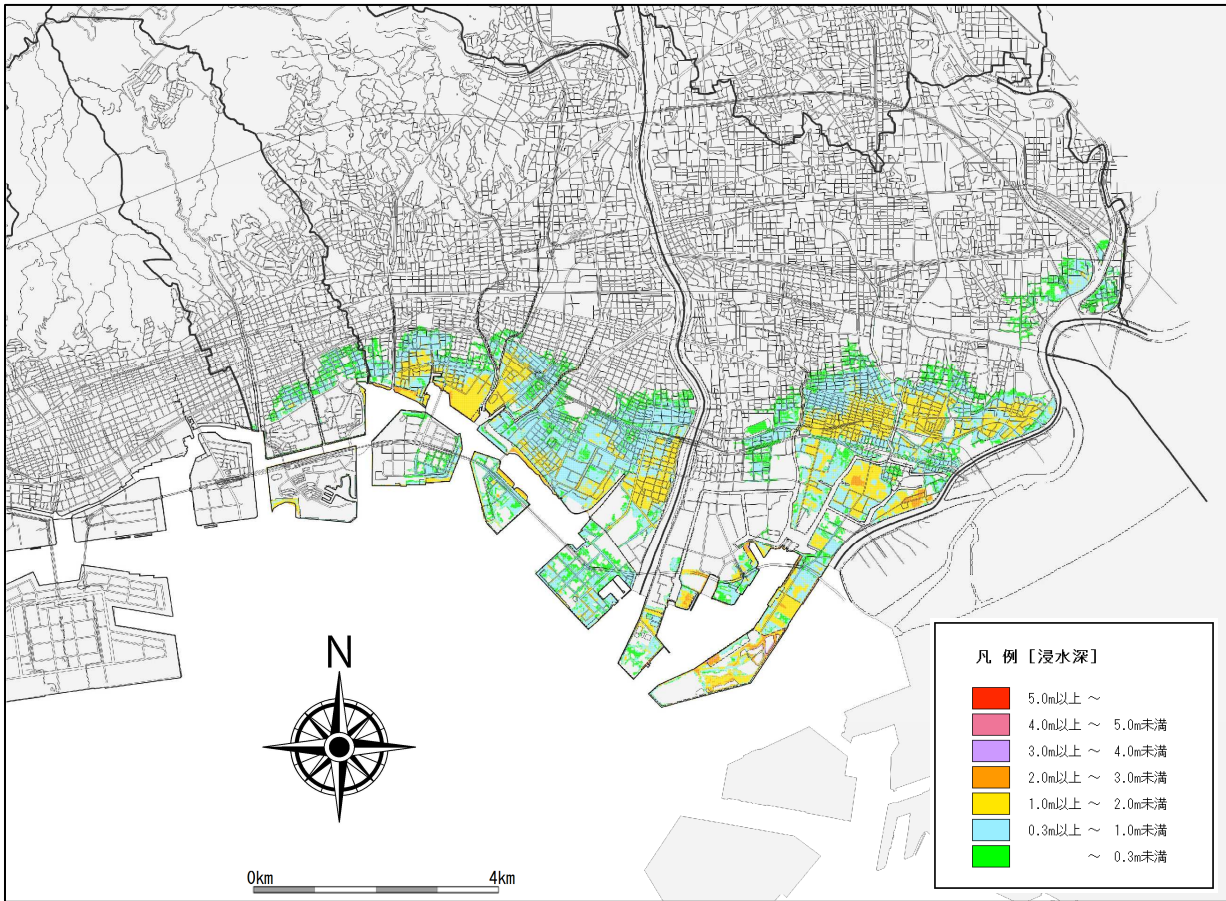 N
0km 4km
凡 例 [浸水深]
5.0m以上 ～
4.0m以上 ～ 5.0m未満
3.0m以上 ～ 4.0m未満
2.0m以上 ～ 3.0m未満
1.0m以上 ～ 2.0m未満
0.3m以上 ～ 1.0m未満
～ 0.3m未満